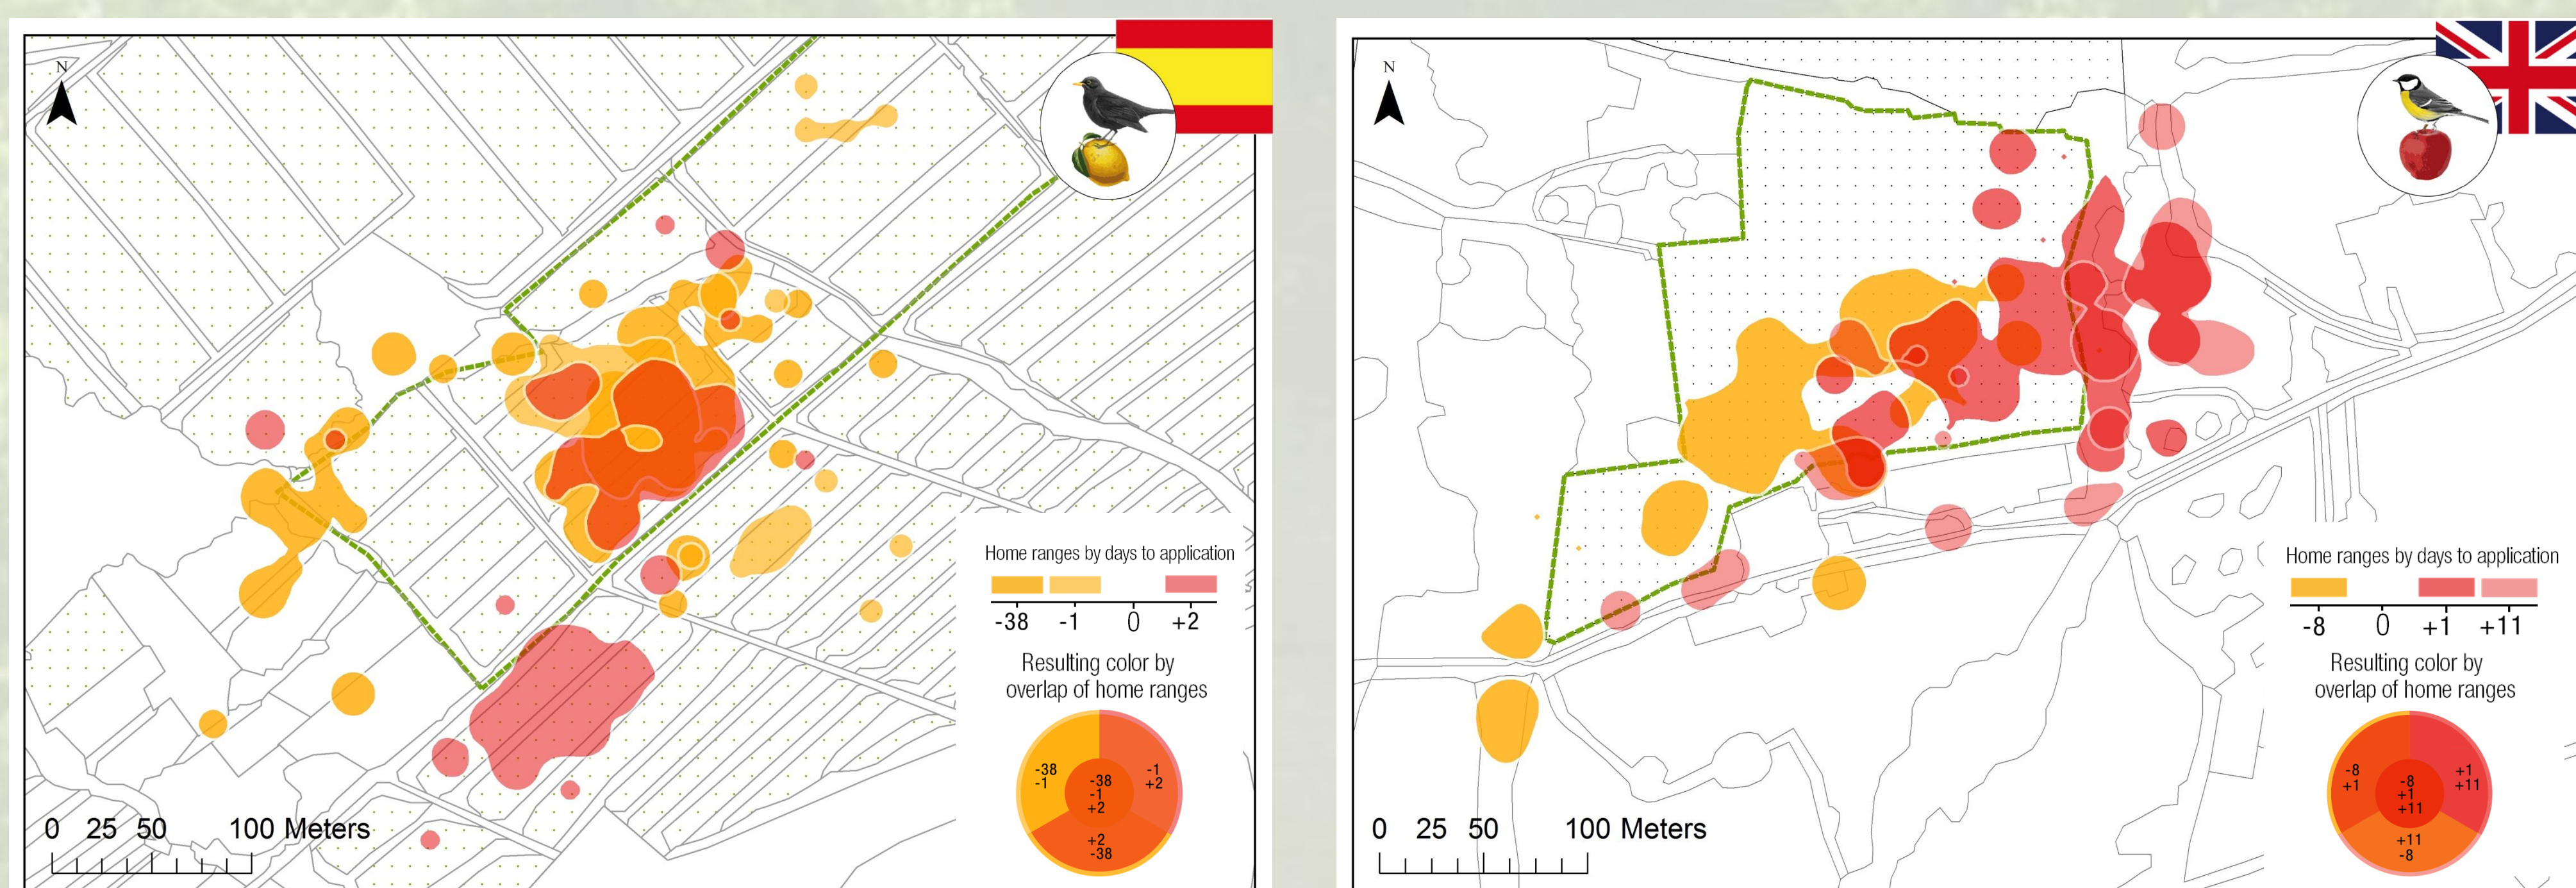 N
Home ranges by days to application
-38 -1 0 +2
Resulting color by
overlap of home ranges
-38
-1
-38
-1
+2
-1
+2
+2
-38
0 25 50 100 Meters
N
Home ranges by days to application
-8 0 +1 +11
Resulting color by
overlap of home ranges
-8
+1
-8
+1
+11
+1
+11
+11
-8
0 25 50 100 Meters